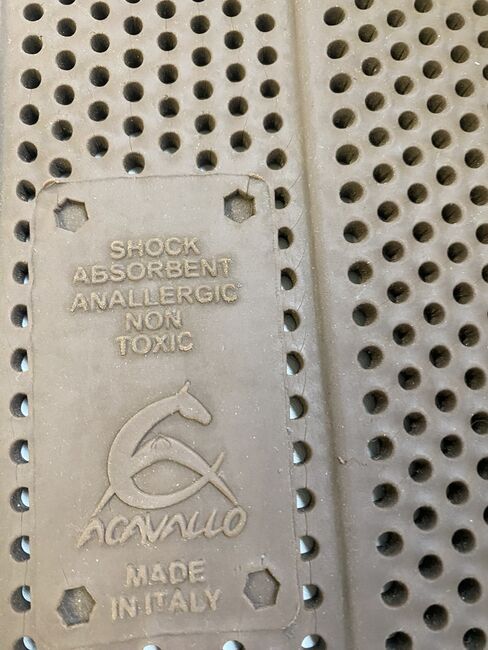 SHOCK
ABSORBENT
ANALLERGIC
NON
TOXIC
ACAVALLO
MADE
IN ITALY